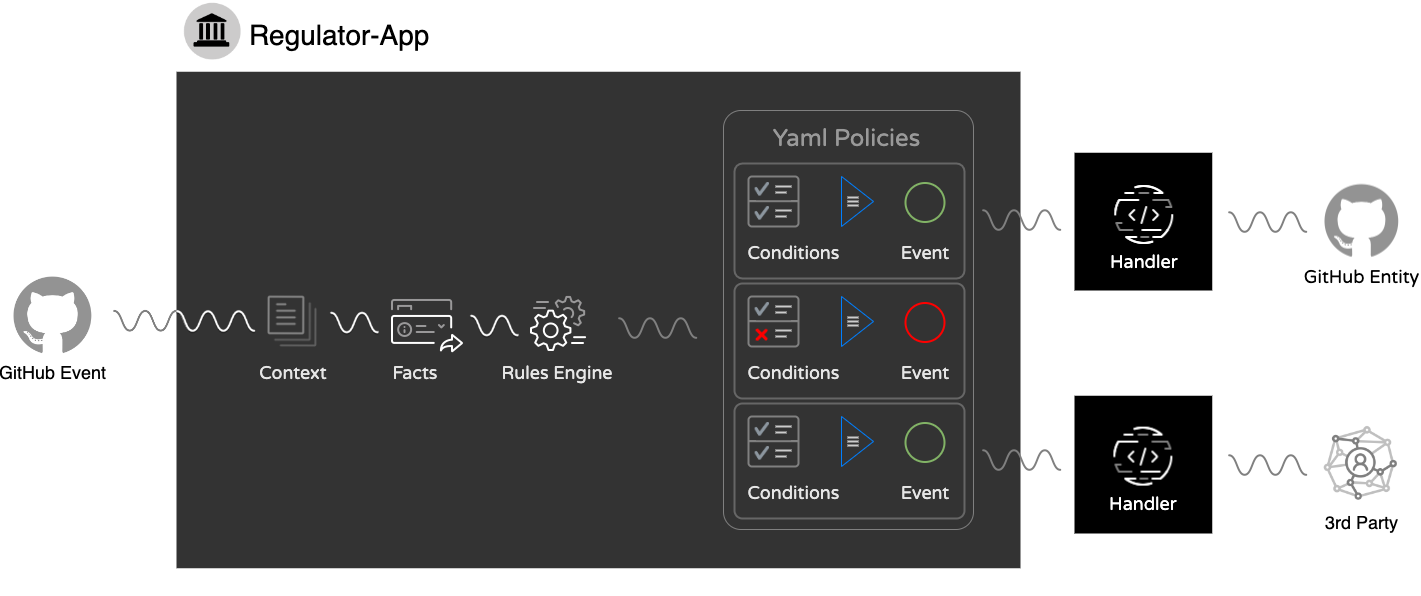 Regulator-App
Yaml Policies
Conditions
Event
Handler
GitHub Entity
GitHub Event
Context
Facts
Rules Engine
Conditions
Event
Conditions
Event
Handler
3rd Party